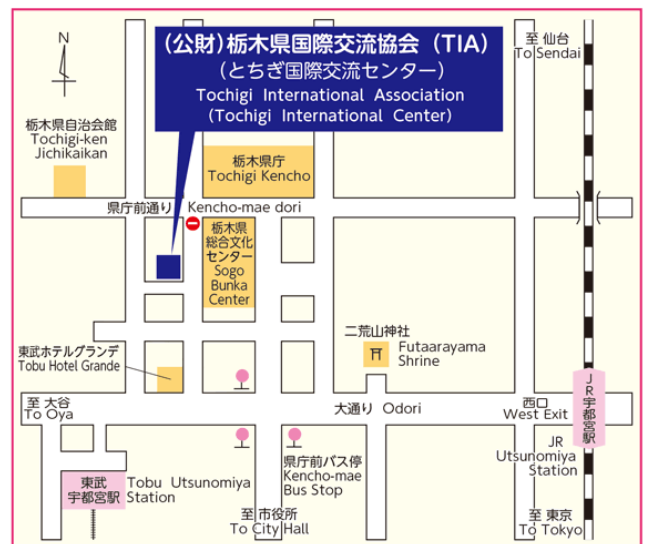 N
(公財)栃木県国際交流協会 (TIA)
(とちぎ国際交流センター)
Tochigi International Association
(Tochigi International Center)
至 仙台
To Sendai
栃木県自治会館
Tochigi-ken
Jichikaikan
栃木県庁
Tochigi Kencho
県庁前通り Kencho-mae dori
栃木県
総合文化
センター
Sogo
Bunka
Center
東武ホテルグランデ
Tobu Hotel Grande
二荒山神社
Futaarayama
Shrine
至 大谷
To Oya
大通り Odori
西口
West Exit
JR宇都宮駅
JR
Utsunomiya
Station
東武
宇都宮駅
Tobu Utsunomiya
Station
県庁前バス停
Kencho-mae
Bus Stop
至 市役所
To City Hall
至 東京
To Tokyo